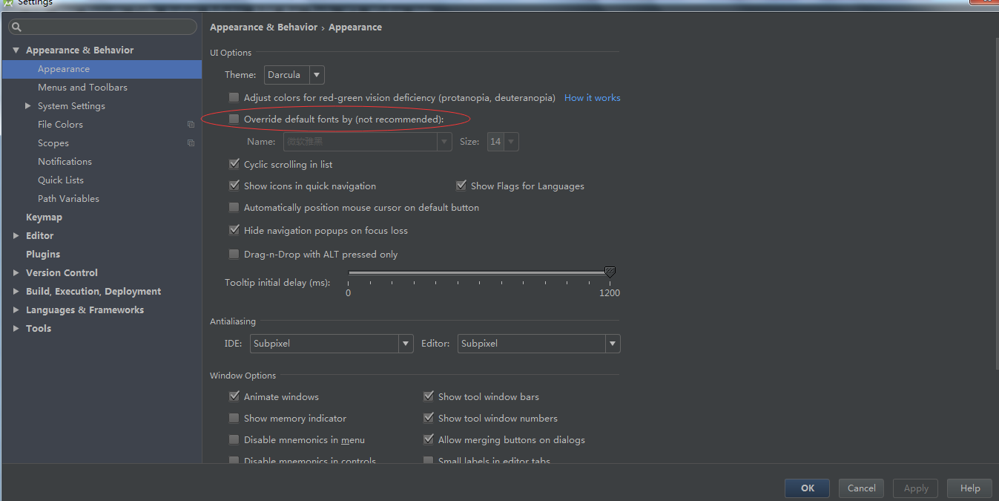 Settings
Appearance & Behavior › Appearance
Appearance & Behavior
Appearance
Menus and Toolbars
System Settings
File Colors
Scopes
Notifications
Quick Lists
Path Variables
Keymap
Editor
Plugins
Version Control
Build, Execution, Deployment
Languages & Frameworks
Tools
UI Options
Theme: Darcula
Adjust colors for red-green vision deficiency (protanopia, deuteranopia) How it works
Override default fonts by (not recommended):
Name: 微软雅黑 Size: 14
Cyclic scrolling in list
Show icons in quick navigation Show Flags for Languages
Automatically position mouse cursor on default button
Hide navigation popups on focus loss
Drag-n-Drop with ALT pressed only
Tooltip initial delay (ms):
0 1200
Antialiasing
IDE: Subpixel Editor: Subpixel
Window Options
Animate windows Show tool window bars
Show memory indicator Show tool window numbers
Disable mnemonics in menu Allow merging buttons on dialogs
Disable mnemonics in controls Small labels in editor tabs
OK Cancel Apply Help